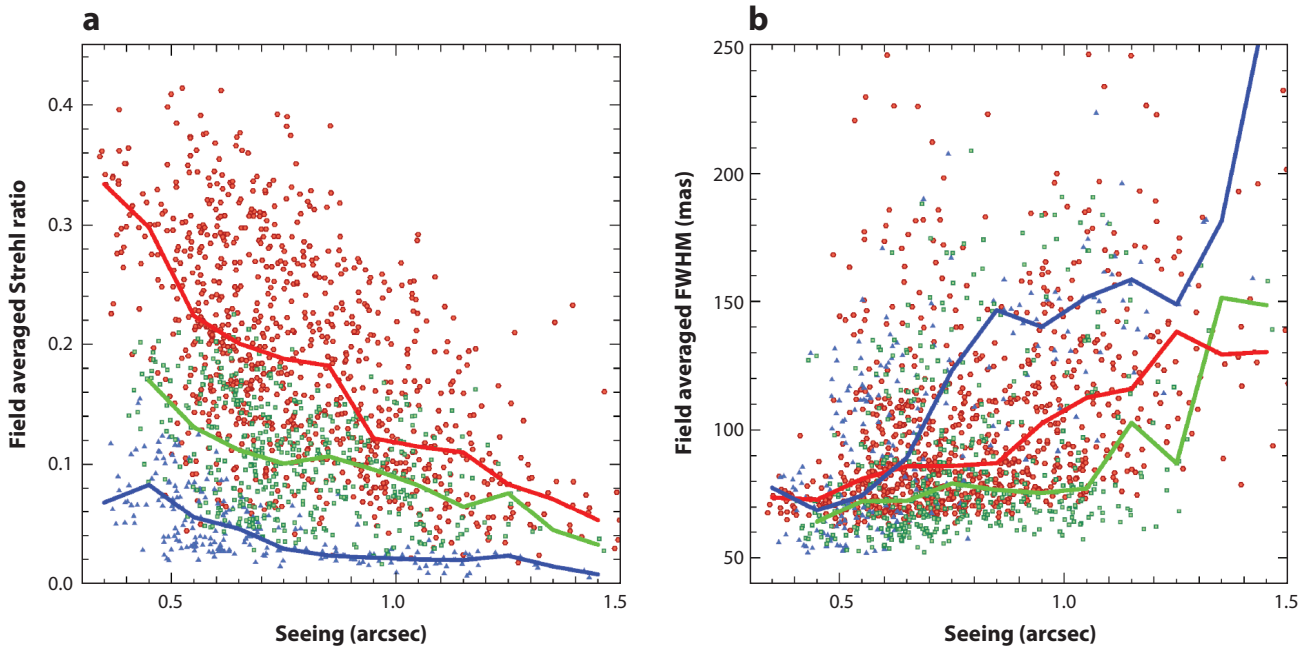 a
Field averaged Strehl ratio
0.4
0.3
0.2
0.1
0.0
0.5
1.0
1.5
Seeing (arcsec)
b
Field averaged FWHM (mas)
250
200
150
100
50
0.5
1.0
1.5
Seeing (arcsec)